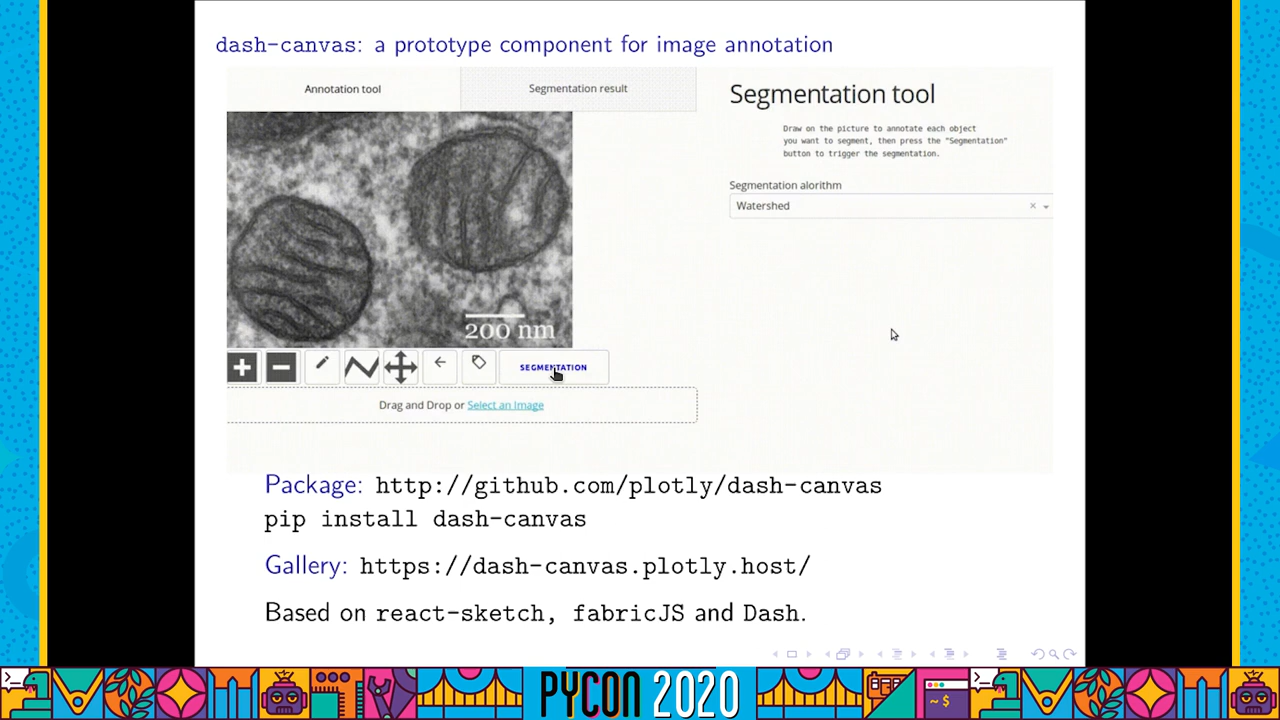 dash-canvas: a prototype component for image annotation
Annotation tool
Segmentation result
Segmentation tool
Draw on the picture to annotate each object
you want to segment, then press the "Segmentation"
button to trigger the segmentation.
Segmentation alorithm
Watershed
200 nm
SEGMENTATION
Drag and Drop or Select an Image
Package: http://github.com/plotly/dash-canvas
pip install dash-canvas
Gallery: https://dash-canvas.plotly.host/
Based on react-sketch, fabricJS and Dash.
PYCON 2020
~$